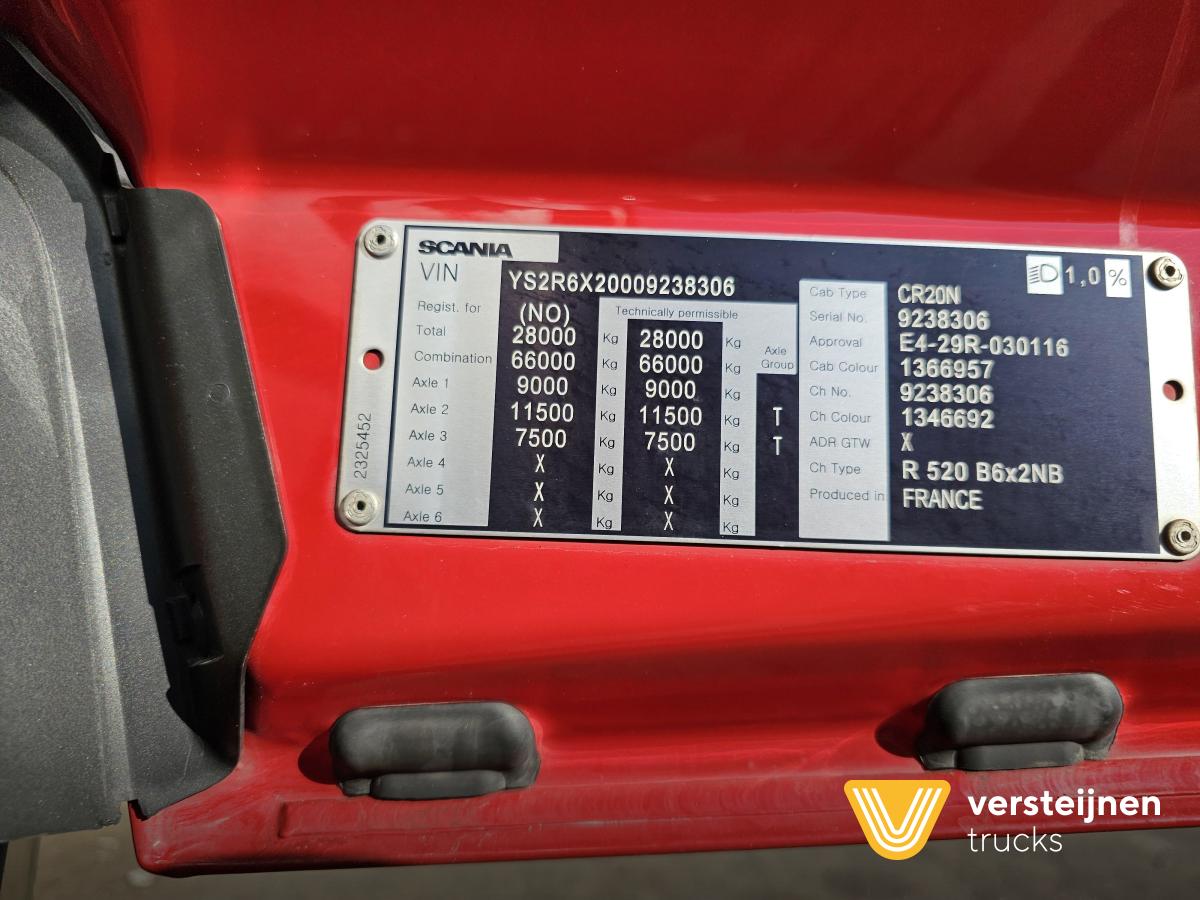 SCANIA
VIN YS2R6X20009238306
Regist. for (NO) Technically permissible
Total 28000 Kg 28000 Kg
Combination 66000 Kg 66000 Kg Axle Group
Axle 1 9000 Kg 9000 Kg
Axle 2 11500 Kg 11500 Kg T
Axle 3 7500 Kg 7500 Kg T
Axle 4 X Kg X Kg
Axle 5 X Kg X Kg
Axle 6 X Kg X Kg
2325452
1,0 %
Cab Type CR20N
Serial No. 9238306
Approval E4-29R-030116
Cab Colour 1366957
Ch No. 9238306
Ch Colour 1346692
ADR GTW X
Ch Type R 520 B6x2NB
Produced in FRANCE
versteijnen
trucks